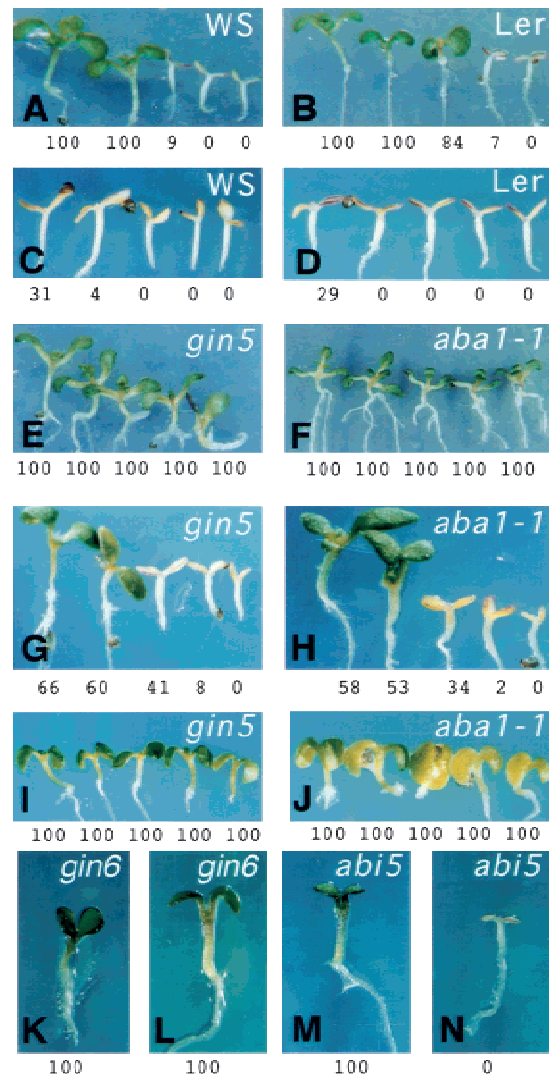 WS
A
100 100 9 0 0
Ler
B
100 100 84 7 0
WS
C
31 4 0 0 0
Ler
D
29 0 0 0 0
gin5
E
100 100 100 100 100
aba1-1
F
100 100 100 100 100
gin5
G
66 60 41 8 0
aba1-1
H
58 53 34 2 0
gin5
I
100 100 100 100 100
aba1-1
J
100 100 100 100 100
gin6
K
100
gin6
L
100
abi5
M
100
abi5
N
0